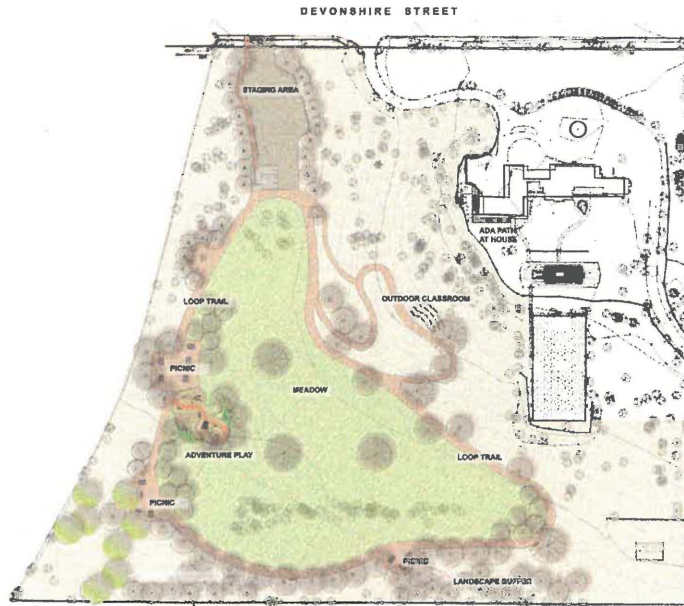 DEVONSHIRE STREET
STAGING AREA
ADA PATH
AT HOUSE
LOOP TRAIL
OUTDOOR CLASSROOM
PICNIC
MEADOW
ADVENTURE PLAY
LOOP TRAIL
PICNIC
PICNIC
LANDSCAPE BUFFER